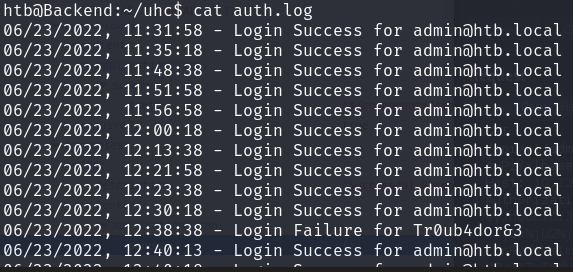 htb@Backend:~/uhc$ cat auth.log
06/23/2022, 11:31:58 - Login Success for admin@htb.local
06/23/2022, 11:35:18 - Login Success for admin@htb.local
06/23/2022, 11:48:38 - Login Success for admin@htb.local
06/23/2022, 11:51:58 - Login Success for admin@htb.local
06/23/2022, 11:56:58 - Login Success for admin@htb.local
06/23/2022, 12:00:18 - Login Success for admin@htb.local
06/23/2022, 12:13:38 - Login Success for admin@htb.local
06/23/2022, 12:21:58 - Login Success for admin@htb.local
06/23/2022, 12:23:38 - Login Success for admin@htb.local
06/23/2022, 12:30:18 - Login Success for admin@htb.local
06/23/2022, 12:38:38 - Login Failure for Tr0ub4dor&3
06/23/2022, 12:40:13 - Login Success for admin@htb.local